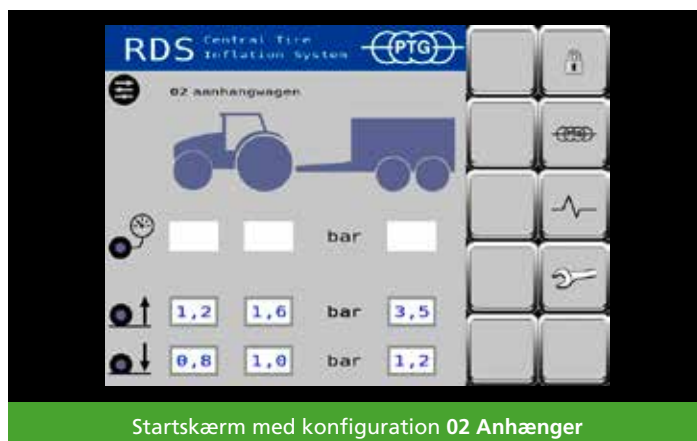 RDS Central Tire Inflation System PTG
02 aanhangwagen
PTG
bar
1,2 1,6 bar 3,5
0,8 1,0 bar 1,2
Startskærm med konfiguration 02 Anhænger